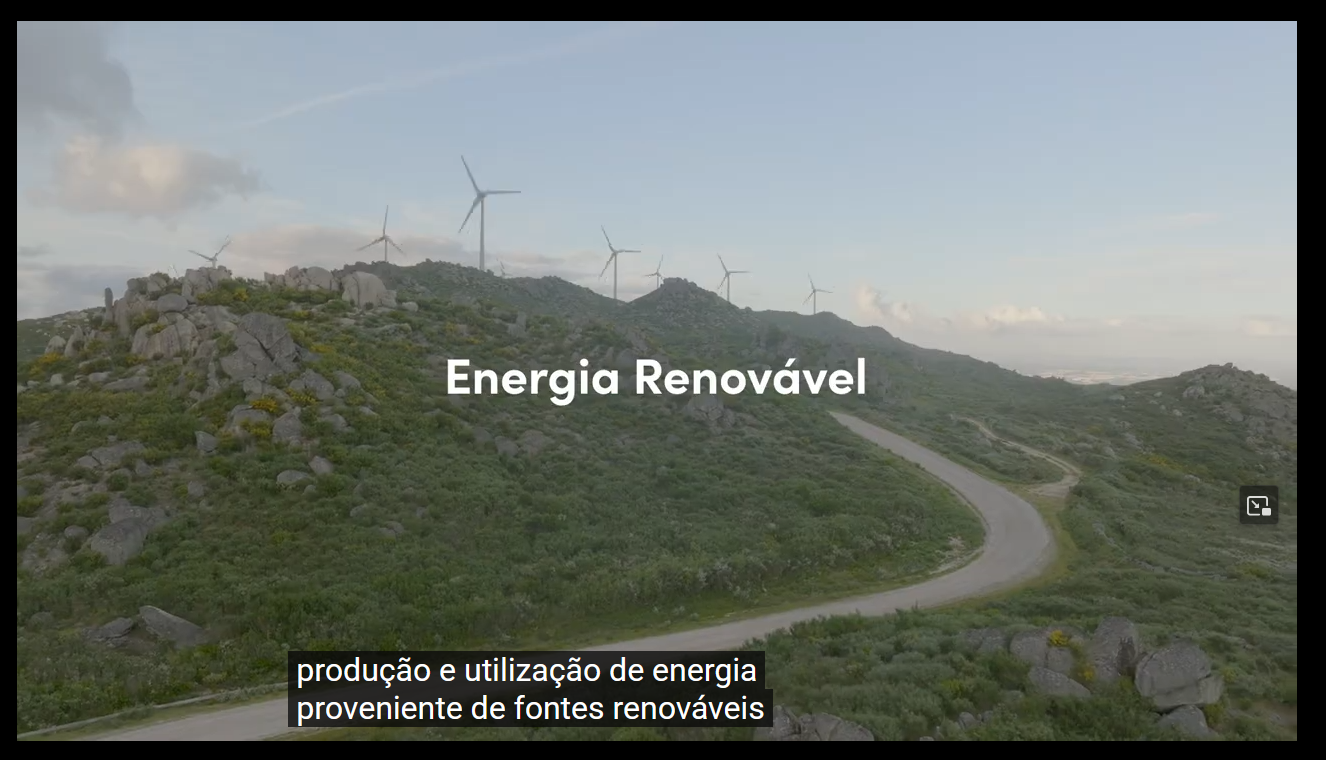 Energia Renovável
produção e utilização de energia
proveniente de fontes renováveis